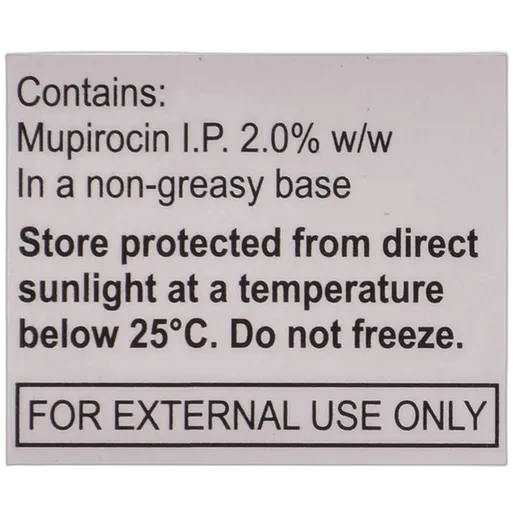 Contains:
Mupirocin I.P. 2.0% w/w
In a non-greasy base
Store protected from direct
sunlight at a temperature
below 25°C. Do not freeze.
FOR EXTERNAL USE ONLY